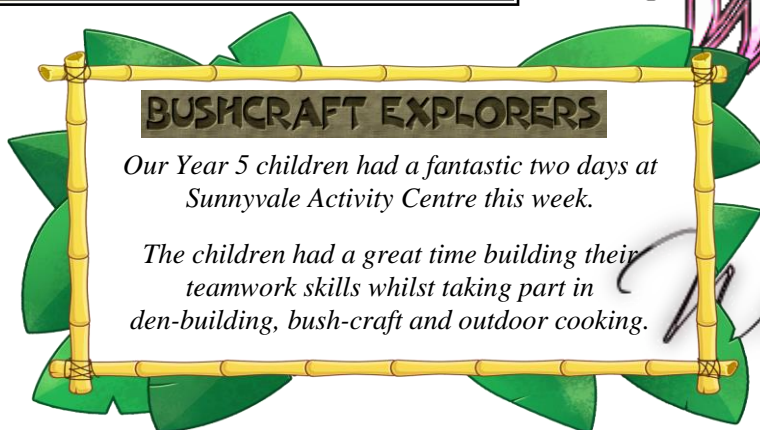 BUSHCRAFT EXPLORERS
Our Year 5 children had a fantastic two days at
Sunnyvale Activity Centre this week.
The children had a great time building their
teamwork skills whilst taking part in
den-building, bush-craft and outdoor cooking.